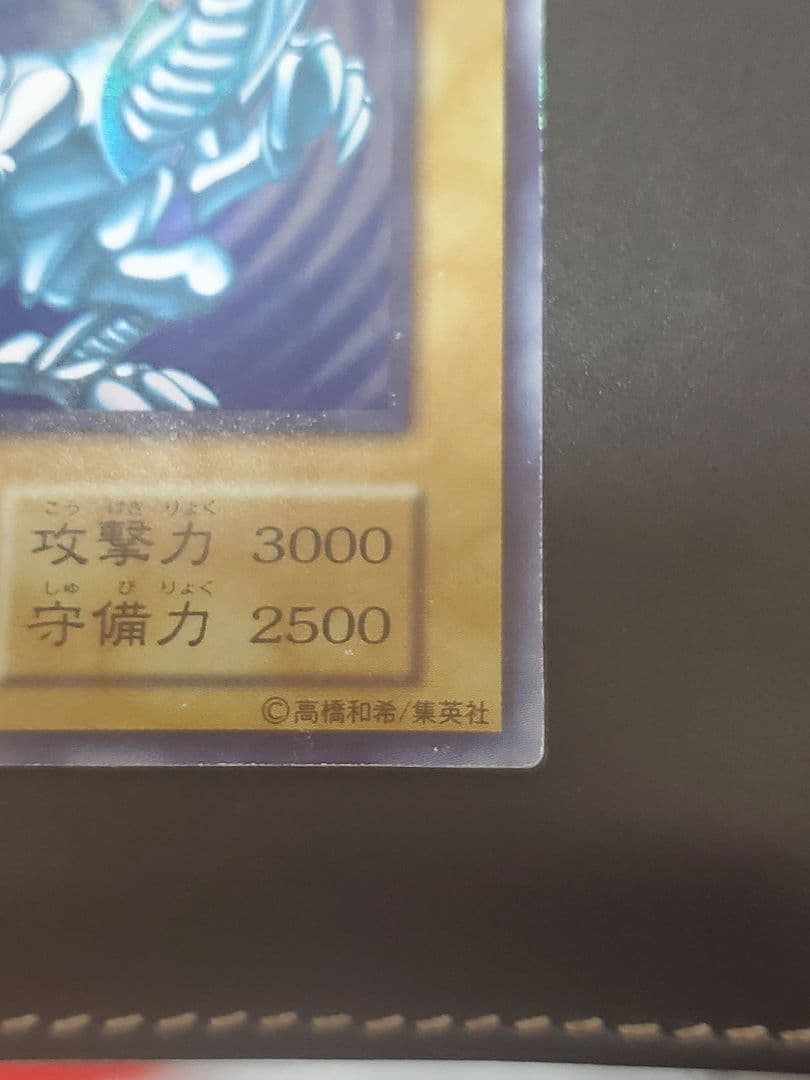 こう げき りょく
攻撃力 3000
しゅ び りょく
守備力 2500
©高橋和希/集英社